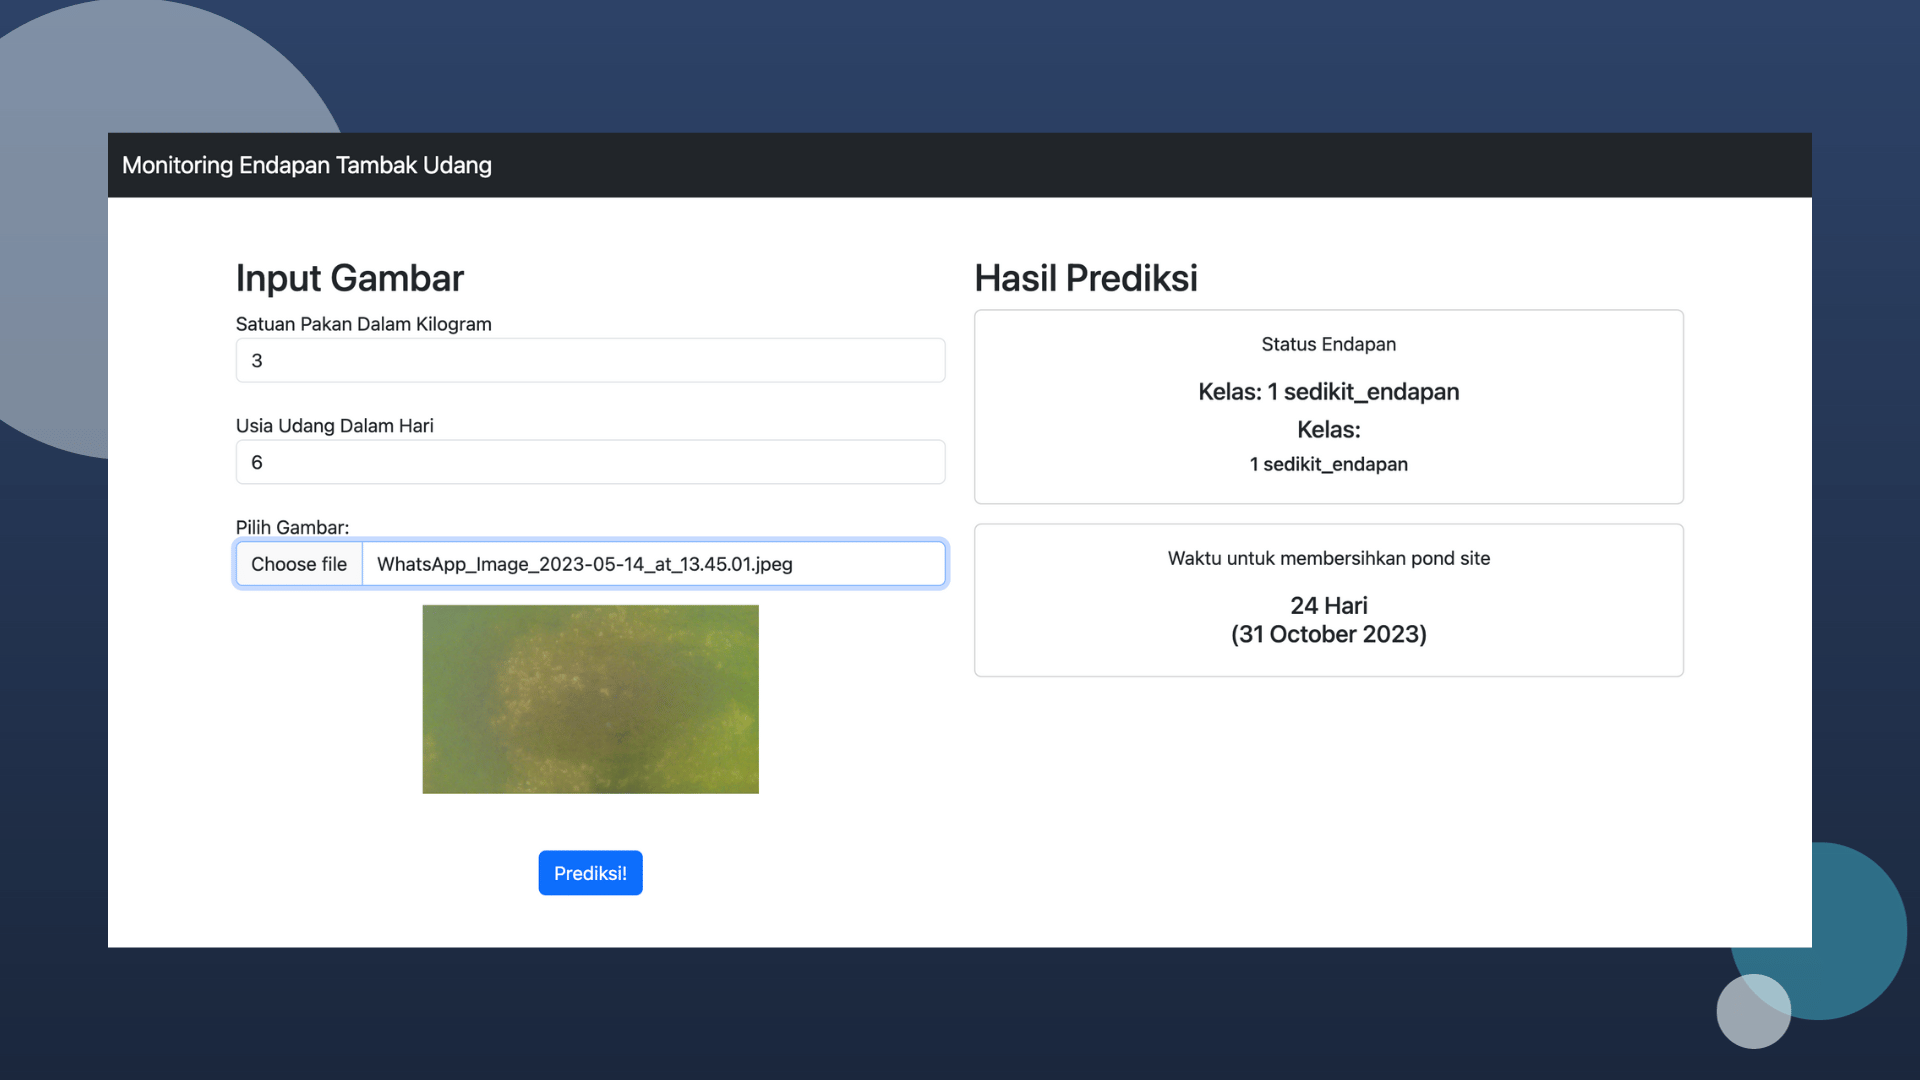 Monitoring Endapan Tambak Udang
Input Gambar
Satuan Pakan Dalam Kilogram
3
Usia Udang Dalam Hari
6
Pilih Gambar:
Choose file WhatsApp_Image_2023-05-14_at_13.45.01.jpeg
Prediksi!
Hasil Prediksi
Status Endapan
Kelas: 1 sedikit_endapan
Kelas:
1 sedikit_endapan
Waktu untuk membersihkan pond site
24 Hari
(31 October 2023)